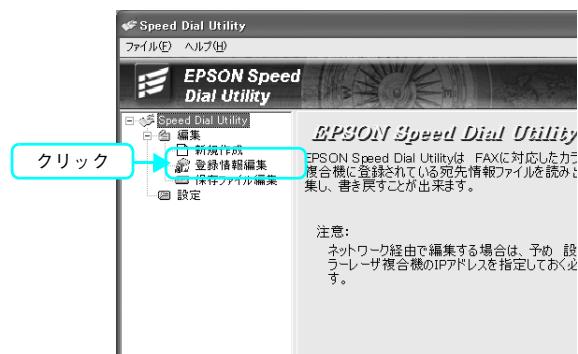 Speed Dial Utility
ファイル(F) ヘルプ(H)
EPSON Speed
Dial Utility
Speed Dial Utility
編集
新規作成
登録情報編集
保存ファイル編集
設定
クリック
EPSON Speed Dial Utility
EPSON Speed Dial Utilityは FAXに対応したカラ
複合機に登録されている宛先情報ファイルを読み出
集し、書き戻すことが出来ます。
注意:
ネットワーク経由で編集する場合は、予め 設
ラーレーザ複合機のIPアドレスを指定しておく必
す。